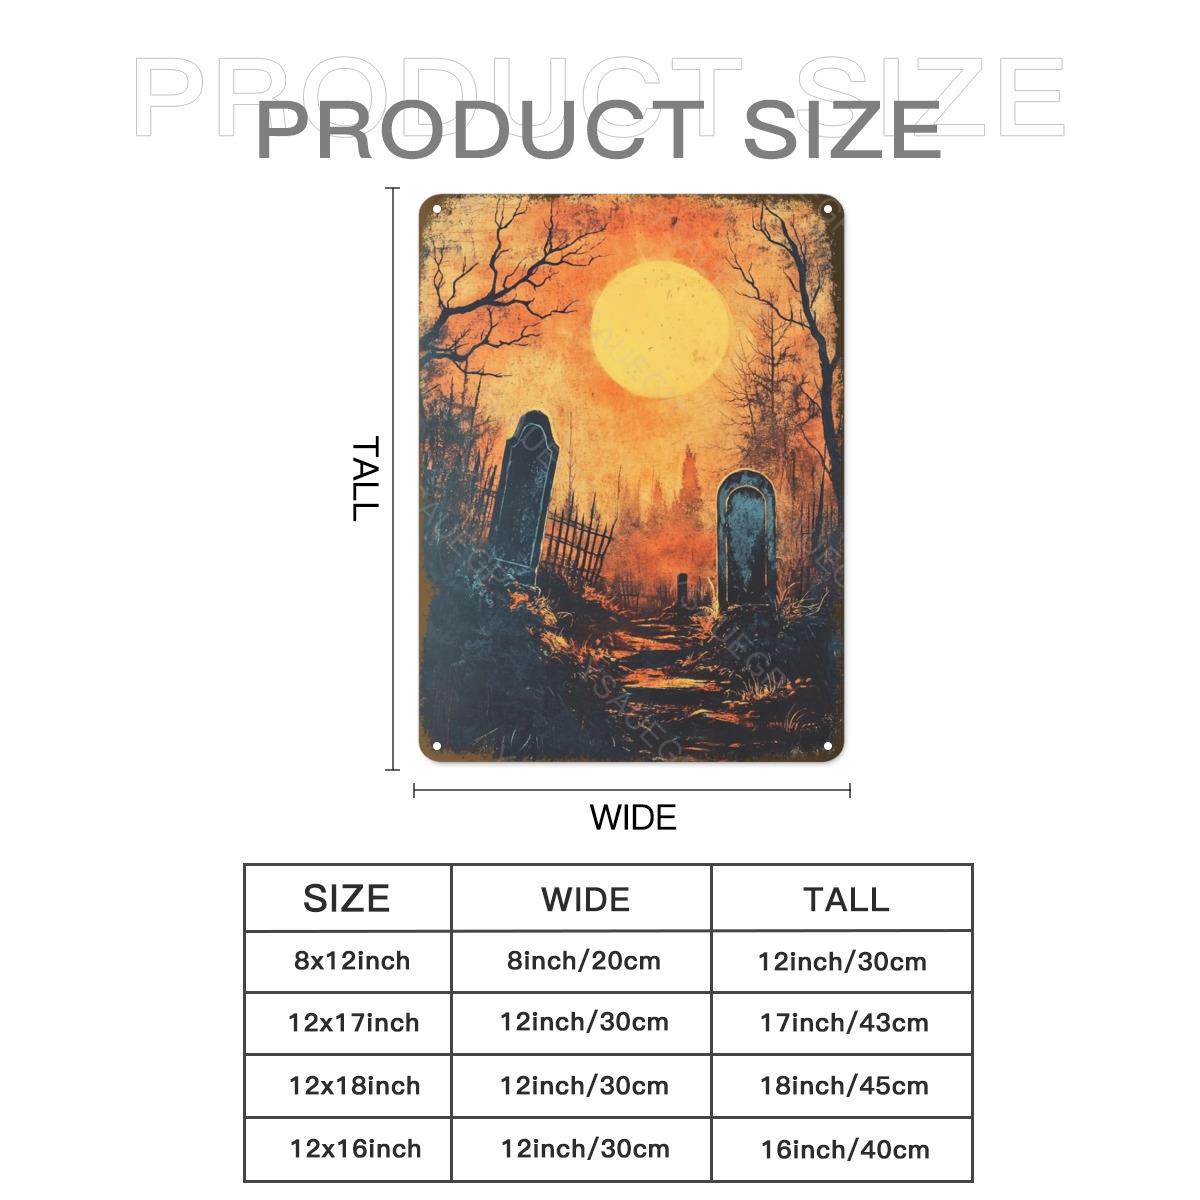 PRODUCT SIZE
PRODUCT SIZE
TALL
WIDE
SIZE WIDE TALL
8x12inch 8inch/20cm 12inch/30cm
12x17inch 12inch/30cm 17inch/43cm
12x18inch 12inch/30cm 18inch/45cm
12x16inch 12inch/30cm 16inch/40cm